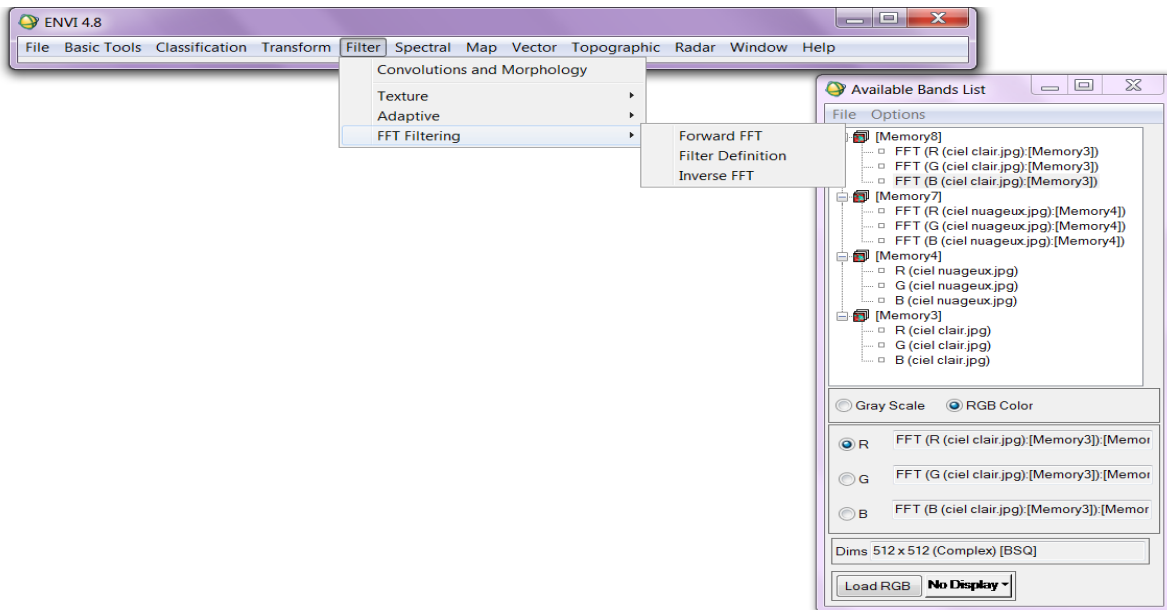 ENVI 4.8
File Basic Tools Classification Transform Filter Spectral Map Vector Topographic Radar Window Help
Convolutions and Morphology
Texture
Adaptive
FFT Filtering
Forward FFT
Filter Definition
Inverse FFT
Available Bands List
File Options
[Memory8]
FFT (R (ciel clair.jpg):[Memory3])
FFT (G (ciel clair.jpg):[Memory3])
FFT (B (ciel clair.jpg):[Memory3])
[Memory7]
FFT (R (ciel nuageux.jpg):[Memory4])
FFT (G (ciel nuageux.jpg):[Memory4])
FFT (B (ciel nuageux.jpg):[Memory4])
[Memory4]
R (ciel nuageux.jpg)
G (ciel nuageux.jpg)
B (ciel nuageux.jpg)
[Memory3]
R (ciel clair.jpg)
G (ciel clair.jpg)
B (ciel clair.jpg)
Gray Scale RGB Color
R FFT (R (ciel clair.jpg):[Memory3]):[Memor
G FFT (G (ciel clair.jpg):[Memory3]):[Memor
B FFT (B (ciel clair.jpg):[Memory3]):[Memor
Dims 512 x 512 (Complex) [BSQ]
Load RGB No Display